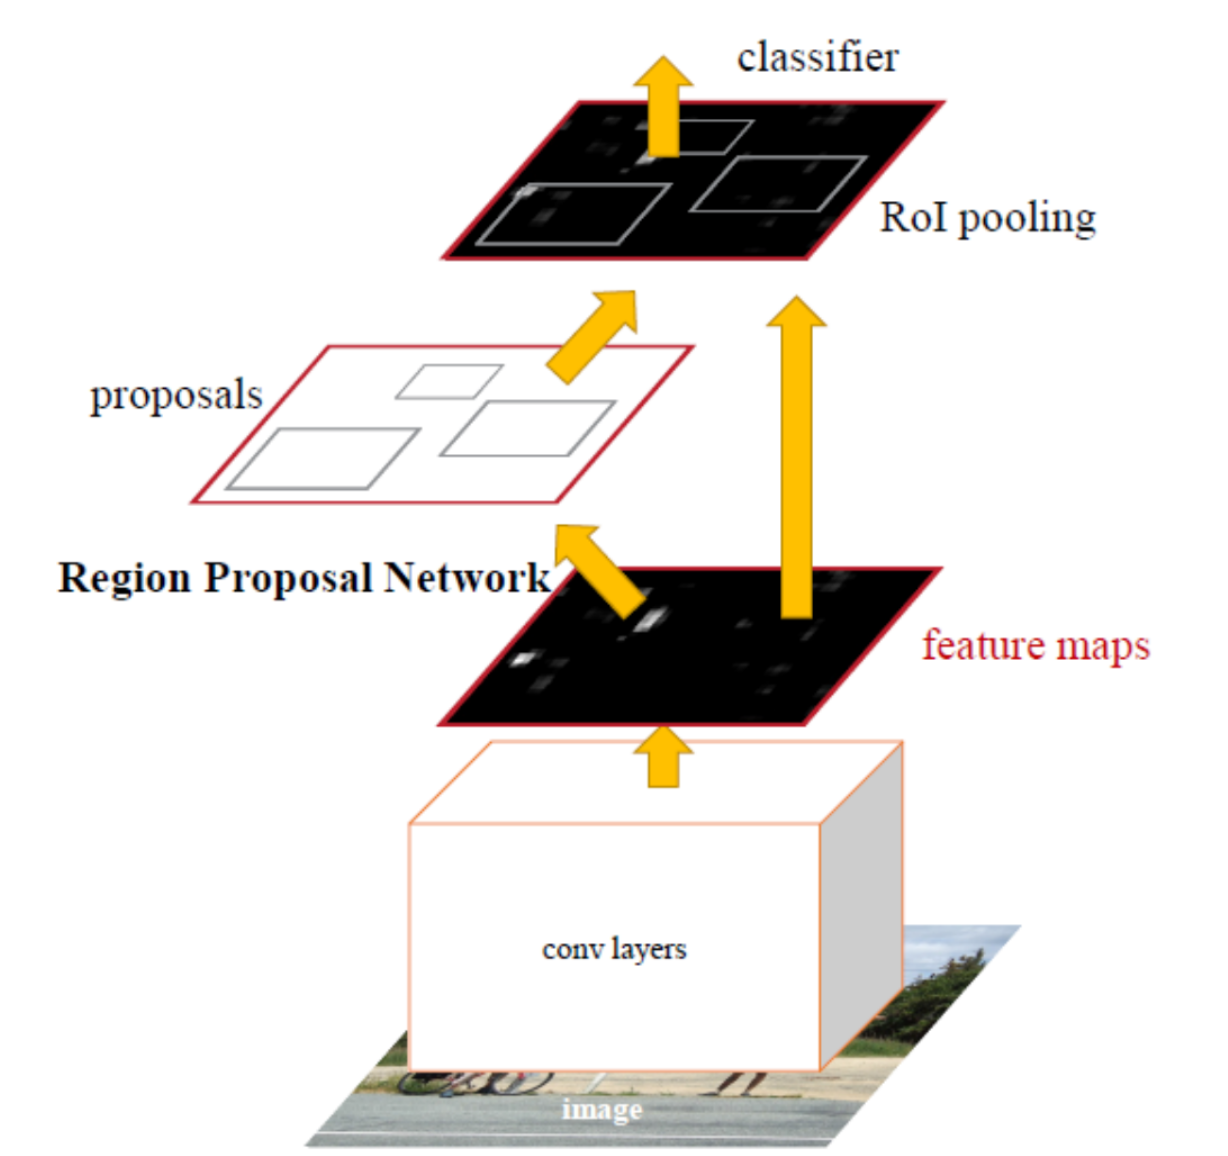 classifier
RoI pooling
proposals
Region Proposal Network
feature maps
conv layers
image